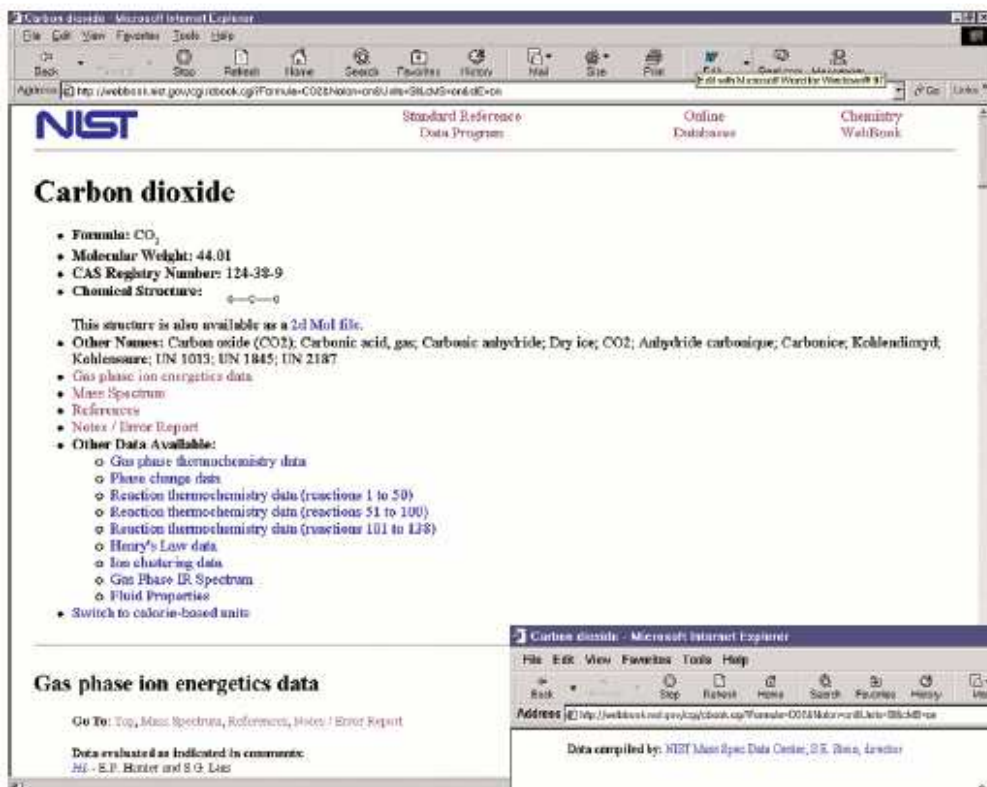 Carbon dioxide - Microsoft Internet Explorer
File Edit View Favorites Tools Help
Back Stop Refresh Home Search Favorites History Mail Size Print
Edit with Microsoft Word for Windows® 97
Address Go Links
NIST
Standard Reference Data Program
Online Databases
Chemistry WebBook
Carbon dioxide
• Formula: CO2
• Molecular Weight: 44.01
• CAS Registry Number: 124-38-9
• Chemical Structure:
This structure is also available as a 2d Mol file.
• Other Names: Carbon oxide (CO2); Carbonic acid, gas; Carbonic anhydride; Dry ice; CO2; Anhydride carbonique; Carbonice; Kohlendioxyd;
Kohlensaure; UN 1013; UN 1845; UN 2187
• Gas phase ion energetics data
• Mass Spectrum
• References
• Notes / Error Report
• Other Data Available:
o Gas phase thermochemistry data
o Phase change data
o Reaction thermochemistry data (reactions 1 to 50)
o Reaction thermochemistry data (reactions 51 to 100)
o Reaction thermochemistry data (reactions 101 to 138)
o Henry's Law data
o Ion clustering data
o Gas Phase IR Spectrum
o Fluid Properties
• Switch to calorie-based units
Gas phase ion energetics data
Go To: Top, Mass Spectrum, References, Notes / Error Report
Data evaluated as indicated in comments:
HL - E.P. Hunter and S.G. Lias
Carbon dioxide - Microsoft Internet Explorer
File Edit View Favorites Tools Help
Back Stop Refresh Home Search Favorites History
Address
Data compiled by: NIST Mass Spec Data Center, S.E. Stein, director